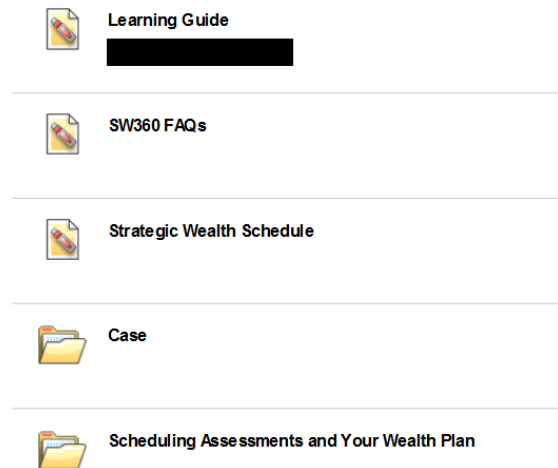 Learning Guide
SW360 FAQs
Strategic Wealth Schedule
Case
Scheduling Assessments and Your Wealth Plan